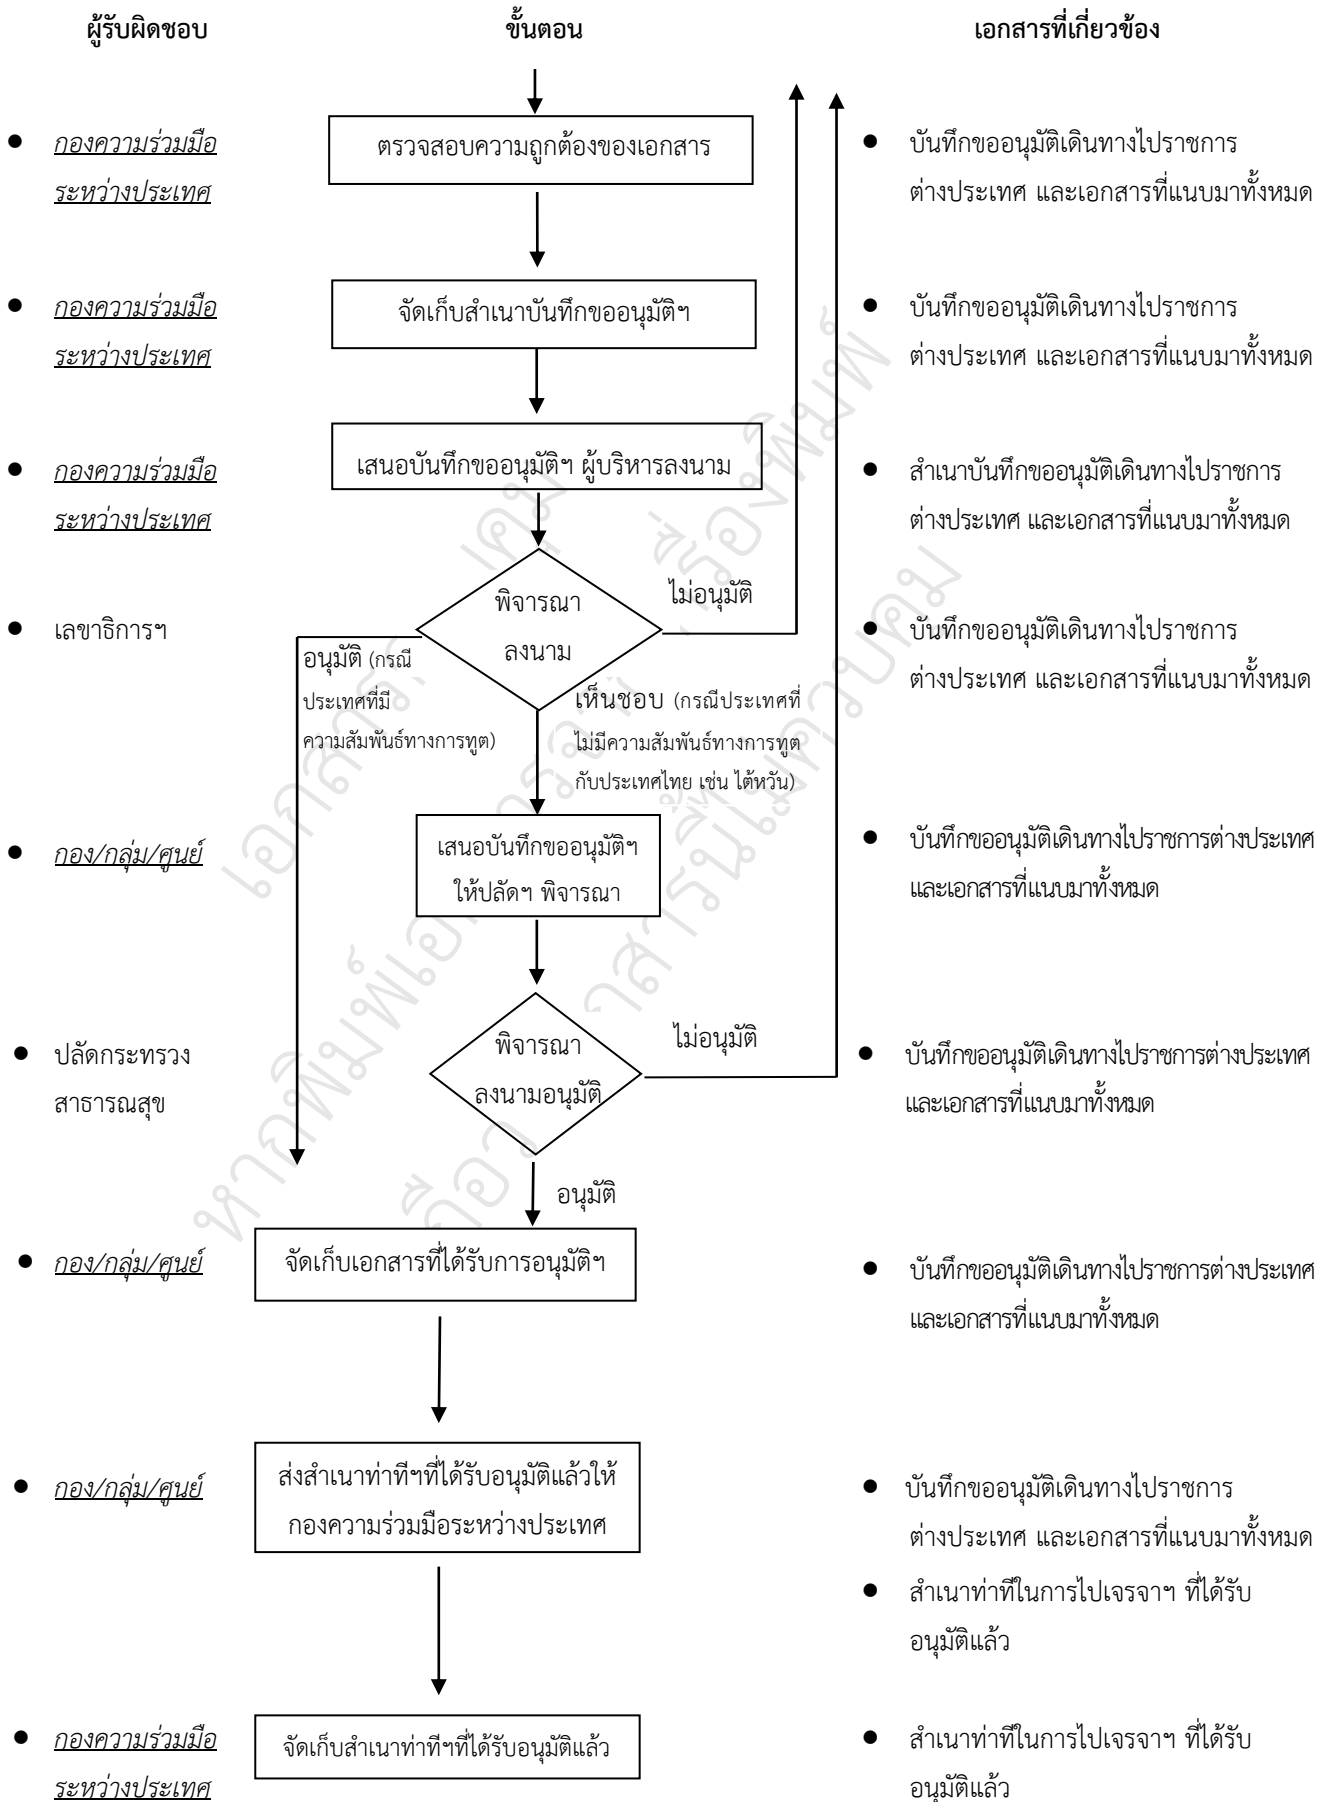 ผู้รับผิดชอบ
ขั้นตอน
เอกสารที่เกี่ยวข้อง
กองความร่วมมือ
ระหว่างประเทศ
ตรวจสอบความถูกต้องของเอกสาร
บันทึกขออนุมัติเดินทางไปราชการ
ต่างประเทศ และเอกสารที่แนบมาทั้งหมด
กองความร่วมมือ
ระหว่างประเทศ
จัดเก็บสำเนาบันทึกขออนุมัติฯ
บันทึกขออนุมัติเดินทางไปราชการ
ต่างประเทศ และเอกสารที่แนบมาทั้งหมด
กองความร่วมมือ
ระหว่างประเทศ
เสนอบันทึกขออนุมัติฯ ผู้บริหารลงนาม
สำเนาบันทึกขออนุมัติเดินทางไปราชการ
ต่างประเทศ และเอกสารที่แนบมาทั้งหมด
เลขาธิการฯ
พิจารณา
ลงนาม
ไม่อนุมัติ
อนุมัติ (กรณี
ประเทศที่มี
ความสัมพันธ์ทางการทูต)
เห็นชอบ (กรณีประเทศที่
ไม่มีความสัมพันธ์ทางการทูต
กับประเทศไทย เช่น ไต้หวัน)
บันทึกขออนุมัติเดินทางไปราชการ
ต่างประเทศ และเอกสารที่แนบมาทั้งหมด
กอง/กลุ่ม/ศูนย์
เสนอบันทึกขออนุมัติฯ
ให้ปลัดฯ พิจารณา
บันทึกขออนุมัติเดินทางไปราชการต่างประเทศ
และเอกสารที่แนบมาทั้งหมด
ปลัดกระทรวง
สาธารณสุข
พิจารณา
ลงนามอนุมัติ
ไม่อนุมัติ
อนุมัติ
บันทึกขออนุมัติเดินทางไปราชการต่างประเทศ
และเอกสารที่แนบมาทั้งหมด
กอง/กลุ่ม/ศูนย์
จัดเก็บเอกสารที่ได้รับการอนุมัติฯ
บันทึกขออนุมัติเดินทางไปราชการต่างประเทศ
และเอกสารที่แนบมาทั้งหมด
กอง/กลุ่ม/ศูนย์
ส่งสำเนาท่าทีฯที่ได้รับอนุมัติแล้วให้
กองความร่วมมือระหว่างประเทศ
บันทึกขออนุมัติเดินทางไปราชการ
ต่างประเทศ และเอกสารที่แนบมาทั้งหมด
สำเนาท่าทีในการไปเจรจาฯ ที่ได้รับ
อนุมัติแล้ว
กองความร่วมมือ
ระหว่างประเทศ
จัดเก็บสำเนาท่าทีฯที่ได้รับอนุมัติแล้ว
สำเนาท่าทีในการไปเจรจาฯ ที่ได้รับ
อนุมัติแล้ว